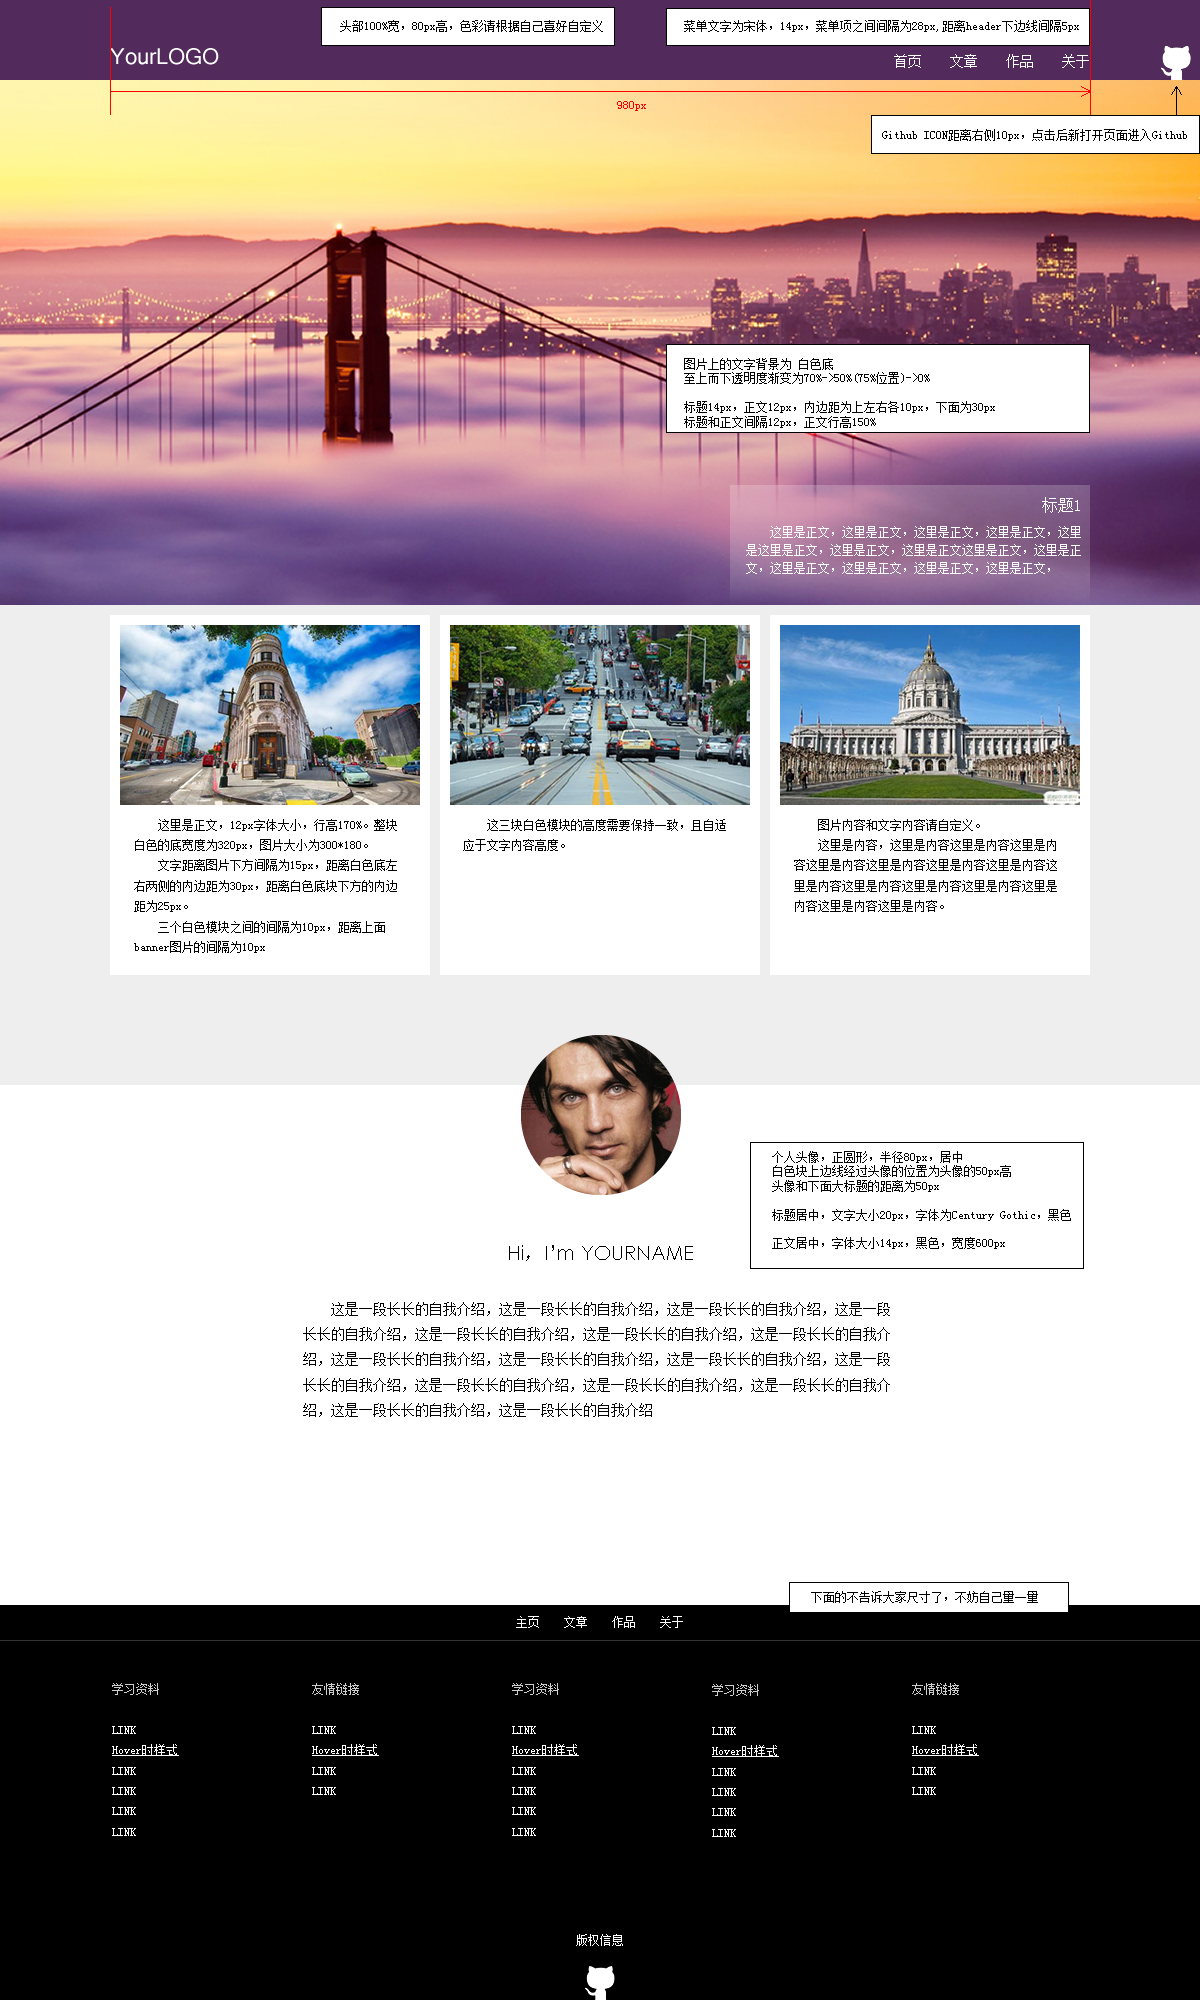 头部100%宽，80px高，色彩请根据自己喜好自定义
菜单文字为宋体，14px，菜单项之间间隔为28px,距离header下边线间隔5px
YourLOGO
首页 文章 作品 关于
980px
Github ICON距离右侧10px，点击后新打开页面进入Github
图片上的文字背景为 白色底
至上而下透明度渐变为70%->50%(75%位置)->0%
标题14px，正文12px，内边距为上左右各10px，下面为30px
标题和正文间隔12px，正文行高150%
标题1
这里是正文，这里是正文，这里是正文，这里是正文，这里
是这里是正文，这里是正文，这里是正文这里是正文，这里是正
文，这里是正文，这里是正文，这里是正文，这里是正文，
这里是正文，12px字体大小，行高170%。整块
白色的底宽度为320px，图片大小为300*180。
文字距离图片下方间隔为15px，距离白色底左
右两侧的内边距为30px，距离白色底块下方的内边
距为25px。
三个白色模块之间的间隔为10px，距离上面
banner图片的间隔为10px
这三块白色模块的高度需要保持一致，且自适
应于文字内容高度。
图片内容和文字内容请自定义。
这里是内容，这里是内容这里是内容这里是内
容这里是内容这里是内容这里是内容这里是内容这
里是内容这里是内容这里是内容这里是内容这里是
内容这里是内容这里是内容。
个人头像，正圆形，半径80px，居中
白色块上边线经过头像的位置为头像的50px高
头像和下面大标题的距离为50px
标题居中，文字大小20px，字体为Century Gothic，黑色
正文居中，字体大小14px，黑色，宽度600px
Hi，I'm YOURNAME
这是一段长长的自我介绍，这是一段长长的自我介绍，这是一段长长的自我介绍，这是一段
长长的自我介绍，这是一段长长的自我介绍，这是一段长长的自我介绍，这是一段长长的自我介
绍，这是一段长长的自我介绍，这是一段长长的自我介绍，这是一段长长的自我介绍，这是一段
长长的自我介绍，这是一段长长的自我介绍，这是一段长长的自我介绍，这是一段长长的自我介
绍，这是一段长长的自我介绍，这是一段长长的自我介绍
下面的不告诉大家尺寸了，不妨自己量一量
主页 文章 作品 关于
学习资料
LINK
Hover时样式
LINK
LINK
LINK
LINK
友情链接
LINK
Hover时样式
LINK
LINK
学习资料
LINK
Hover时样式
LINK
LINK
LINK
LINK
学习资料
LINK
Hover时样式
LINK
LINK
LINK
LINK
友情链接
LINK
Hover时样式
LINK
LINK
版权信息